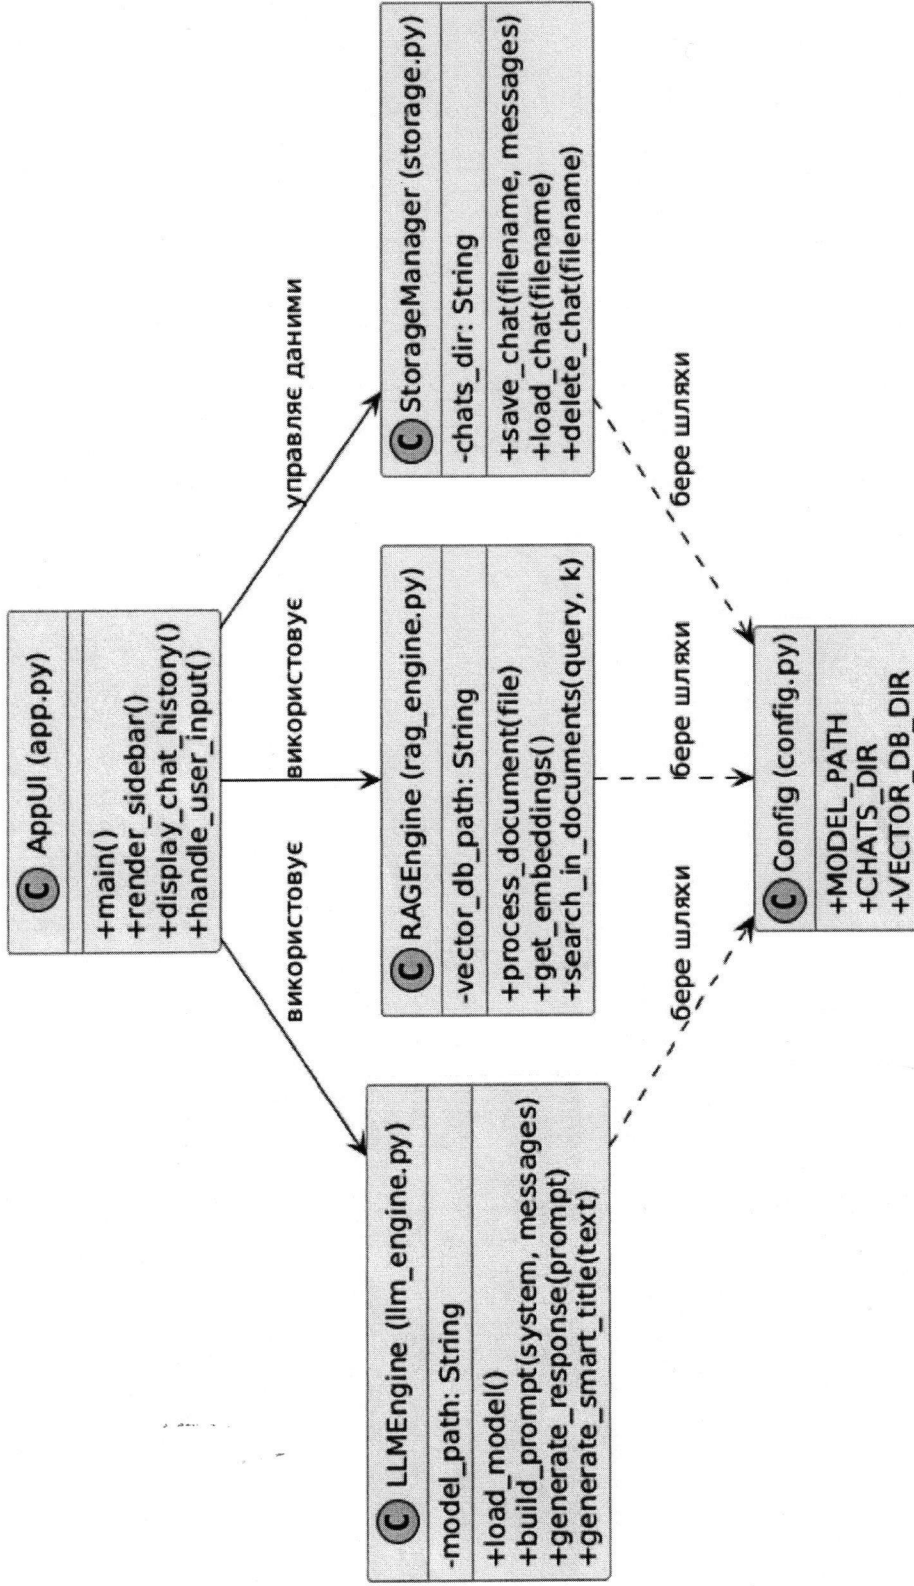 C AppUI (app.py)
+main()
+render_sidebar()
+display_chat_history()
+handle_user_input()
використовує
використовує
управляє даними
C LLMEngine (llm_engine.py)
-model_path: String
+load_model()
+build_prompt(system, messages)
+generate_response(prompt)
+generate_smart_title(text)
C RAGEngine (rag_engine.py)
-vector_db_path: String
+process_document(file)
+get_embeddings()
+search_in_documents(query, k)
C StorageManager (storage.py)
-chats_dir: String
+save_chat(filename, messages)
+load_chat(filename)
+delete_chat(filename)
бере шляхи
бере шляхи
бере шляхи
C Config (config.py)
+MODEL_PATH
+CHATS_DIR
+VECTOR_DB_DIR